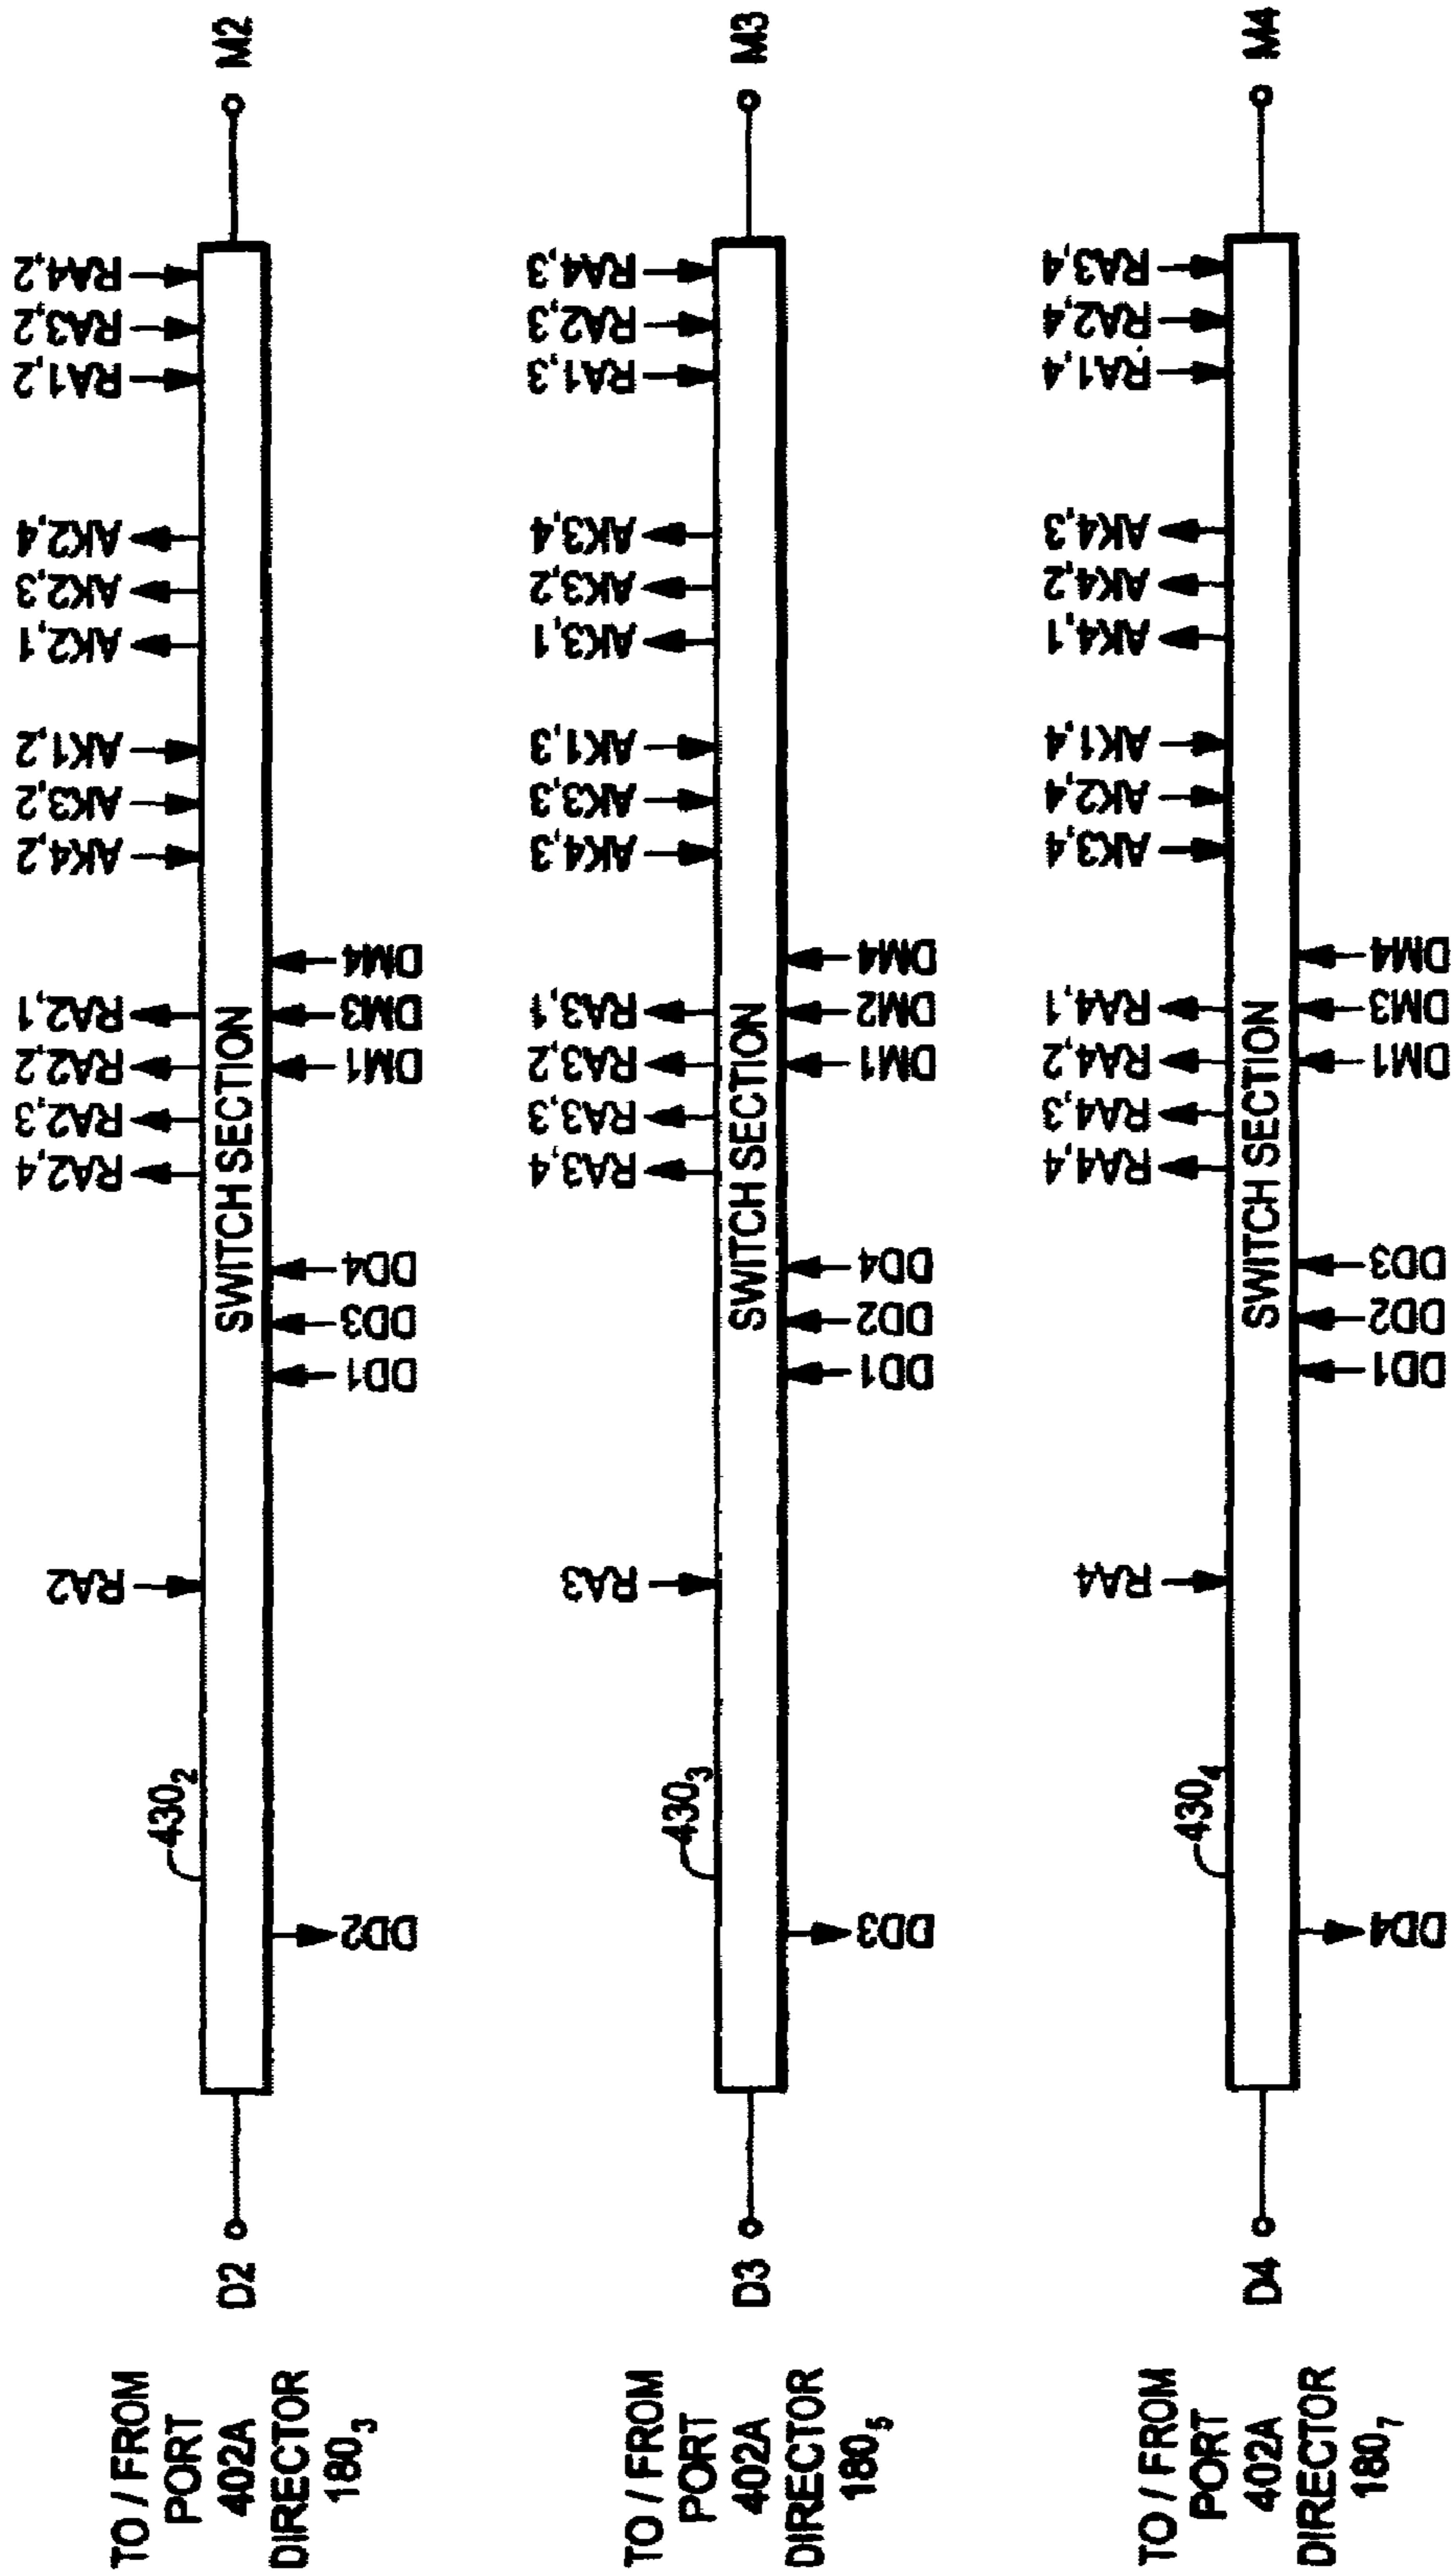 M2
RA4,2
RA3,2
RA1,2
AK2,4
AK2,3
AK2,1
AK1,2
AK3,2
AK4,2
DM4
DM3
DM1
RA2,1
RA2,2
RA2,3
RA2,4
SWITCH SECTION
DD4
DD3
DD1
RA2
430₂
DD2
D2
TO / FROM
PORT
402A
DIRECTOR
180₃
M3
RA4,3
RA2,3
RA1,3
AK3,4
AK3,2
AK3,1
AK1,3
AK3,3
AK4,3
DM4
DM2
DM1
RA3,1
RA3,2
RA3,3
RA3,4
SWITCH SECTION
DD4
DD2
DD1
RA3
430₃
DD3
D3
TO / FROM
PORT
402A
DIRECTOR
180₅
M4
RA3,4
RA2,4
RA1,4
AK4,3
AK4,2
AK4,1
AK1,4
AK2,4
AK3,4
DM4
DM3
DM1
RA4,1
RA4,2
RA4,3
RA4,4
SWITCH SECTION
DD3
DD2
DD1
RA4
430₄
DD4
D4
TO / FROM
PORT
402A
DIRECTOR
180₇